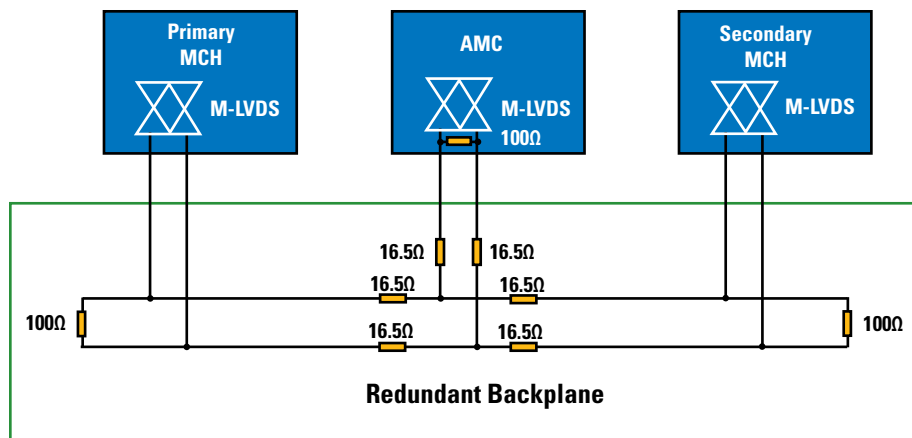 Primary
MCH
M-LVDS
AMC
M-LVDS
100Ω
Secondary
MCH
M-LVDS
16.5Ω
16.5Ω
16.5Ω
16.5Ω
100Ω
100Ω
16.5Ω
16.5Ω
Redundant Backplane